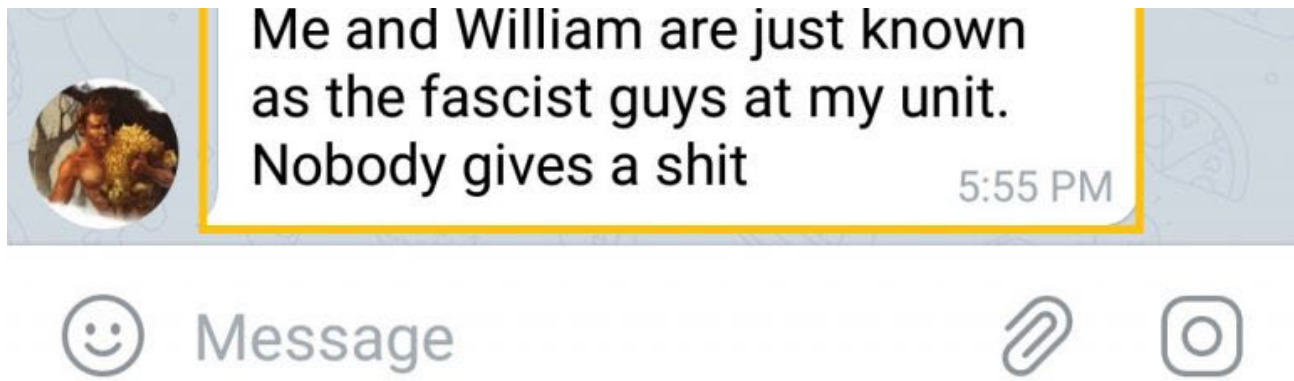 Me and William are just known
as the fascist guys at my unit.
Nobody gives a shit
5:55 PM
Message